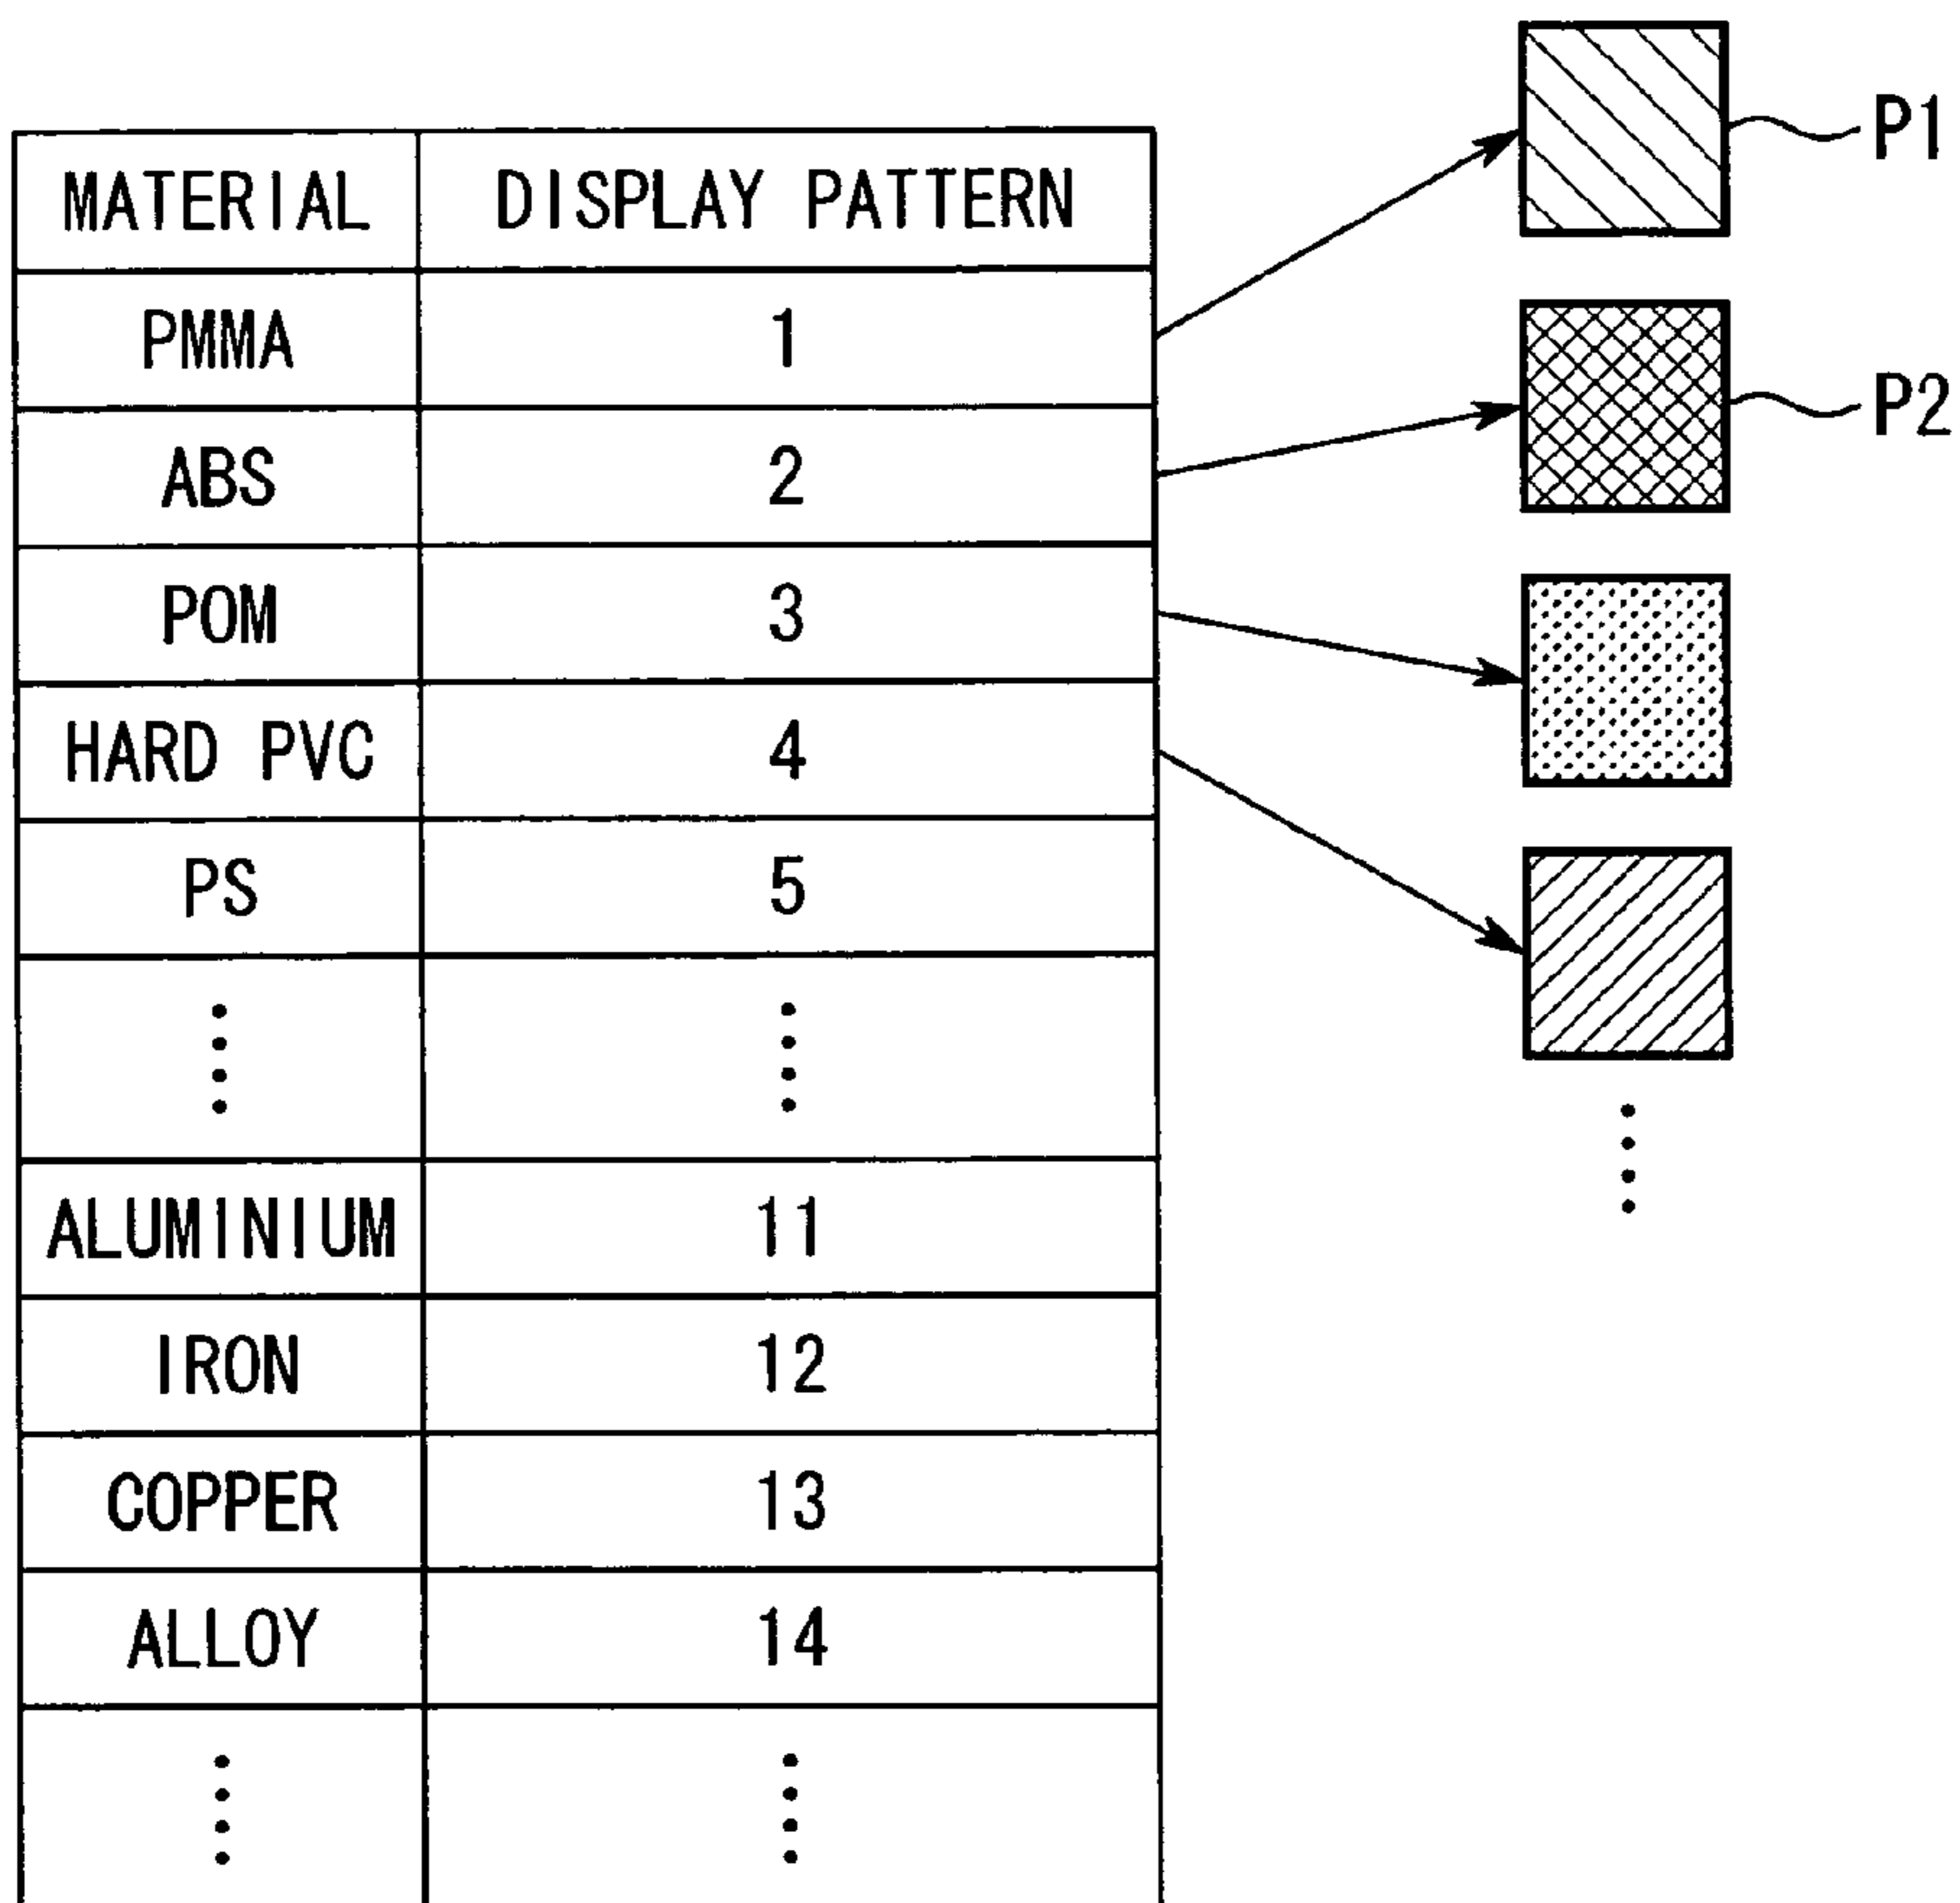 MATERIAL DISPLAY PATTERN
PMMA 1
ABS 2
POM 3
HARD PVC 4
PS 5
ALUMINIUM 11
IRON 12
COPPER 13
ALLOY 14
P1
P2